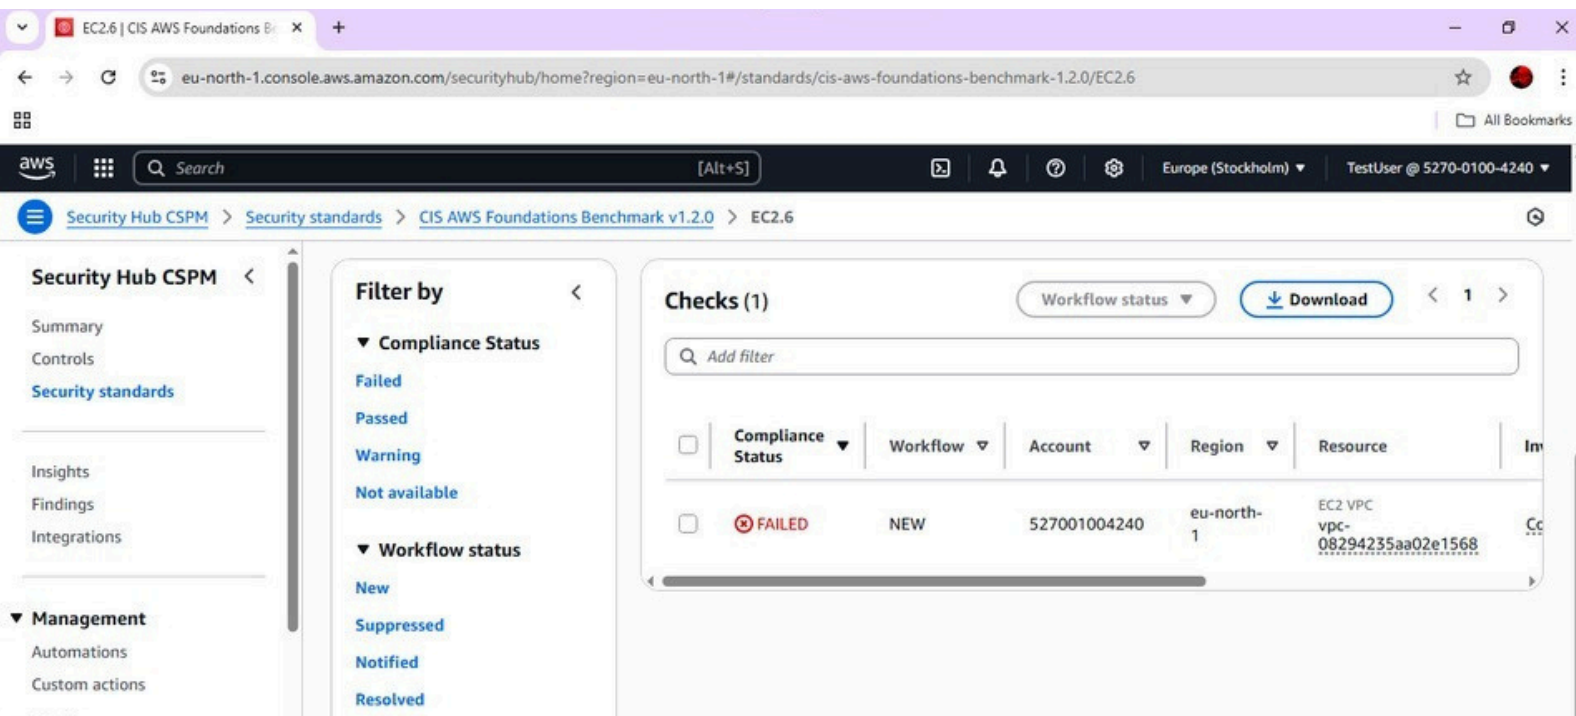 EC2.6 | CIS AWS Foundations Be
eu-north-1.console.aws.amazon.com/securityhub/home?region=eu-north-1#/standards/cis-aws-foundations-benchmark-1.2.0/EC2.6
All Bookmarks
aws
Search
[Alt+S]
Europe (Stockholm)
TestUser @ 5270-0100-4240
Security Hub CSPM > Security standards > CIS AWS Foundations Benchmark v1.2.0 > EC2.6
Security Hub CSPM
Summary
Controls
Security standards
Insights
Findings
Integrations
Management
Automations
Custom actions
Filter by
Compliance Status
Failed
Passed
Warning
Not available
Workflow status
New
Suppressed
Notified
Resolved
Checks (1)
Workflow status
Download
1
Add filter
Compliance
Status
Workflow
Account
Region
Resource
Inv
FAILED
NEW
527001004240
eu-north-
1
EC2 VPC
vpc-
08294235aa02e1568
Co